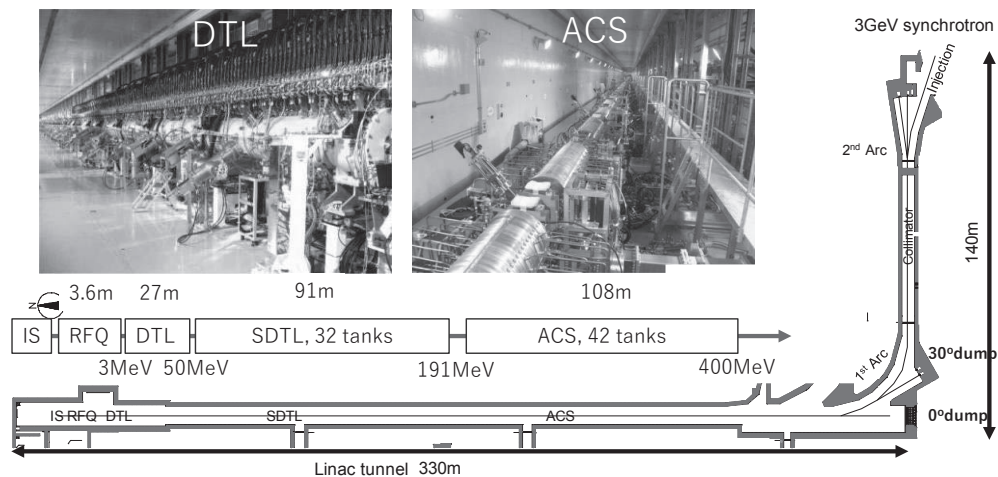 DTL
ACS
3GeV synchrotron
Injection
2nd Arc
Collimator
140m
3.6m 27m 91m 108m
N
IS RFQ DTL SDTL, 32 tanks ACS, 42 tanks
3MeV 50MeV 191MeV 400MeV
1st Arc
30°dump
IS RFQ DTL SDTL ACS
0°dump
Linac tunnel 330m